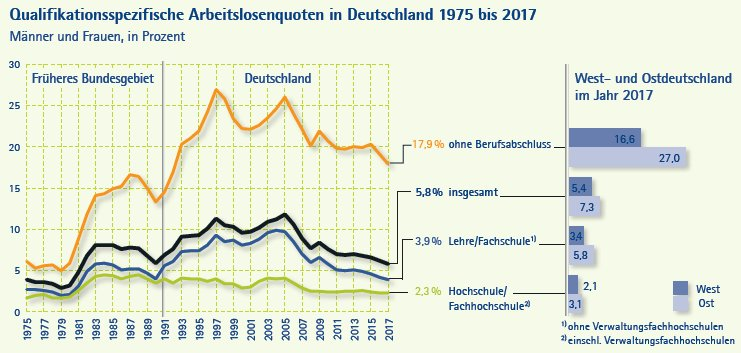 Qualifikationsspezifische Arbeitslosenquoten in Deutschland 1975 bis 2017
Männer und Frauen, in Prozent
30
25
20
15
10
5
0
Früheres Bundesgebiet
Deutschland
1975
1977
1979
1981
1983
1985
1987
1989
1991
1993
1995
1997
1999
2001
2003
2005
2007
2009
2011
2013
2015
2017
17,9 % ohne Berufsabschluss
5,8 % insgesamt
3,9 % Lehre/Fachschule¹⁾
2,3 % Hochschule/
Fachhochschule²⁾
West- und Ostdeutschland
im Jahr 2017
16,6
27,0
5,4
7,3
3,4
5,8
2,1
3,1
West
Ost
¹⁾ ohne Verwaltungsfachhochschulen
²⁾ einschl. Verwaltungsfachhochschulen